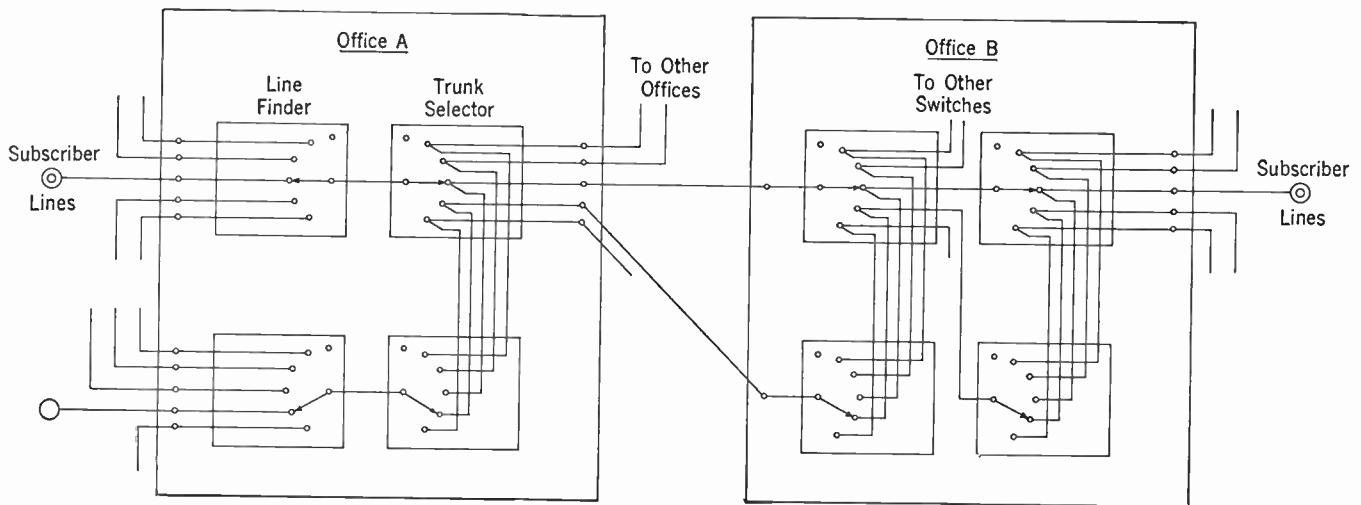 Office A
Line
Finder
Trunk
Selector
To Other
Offices
Subscriber
Lines
Office B
To Other
Switches
Subscriber
Lines